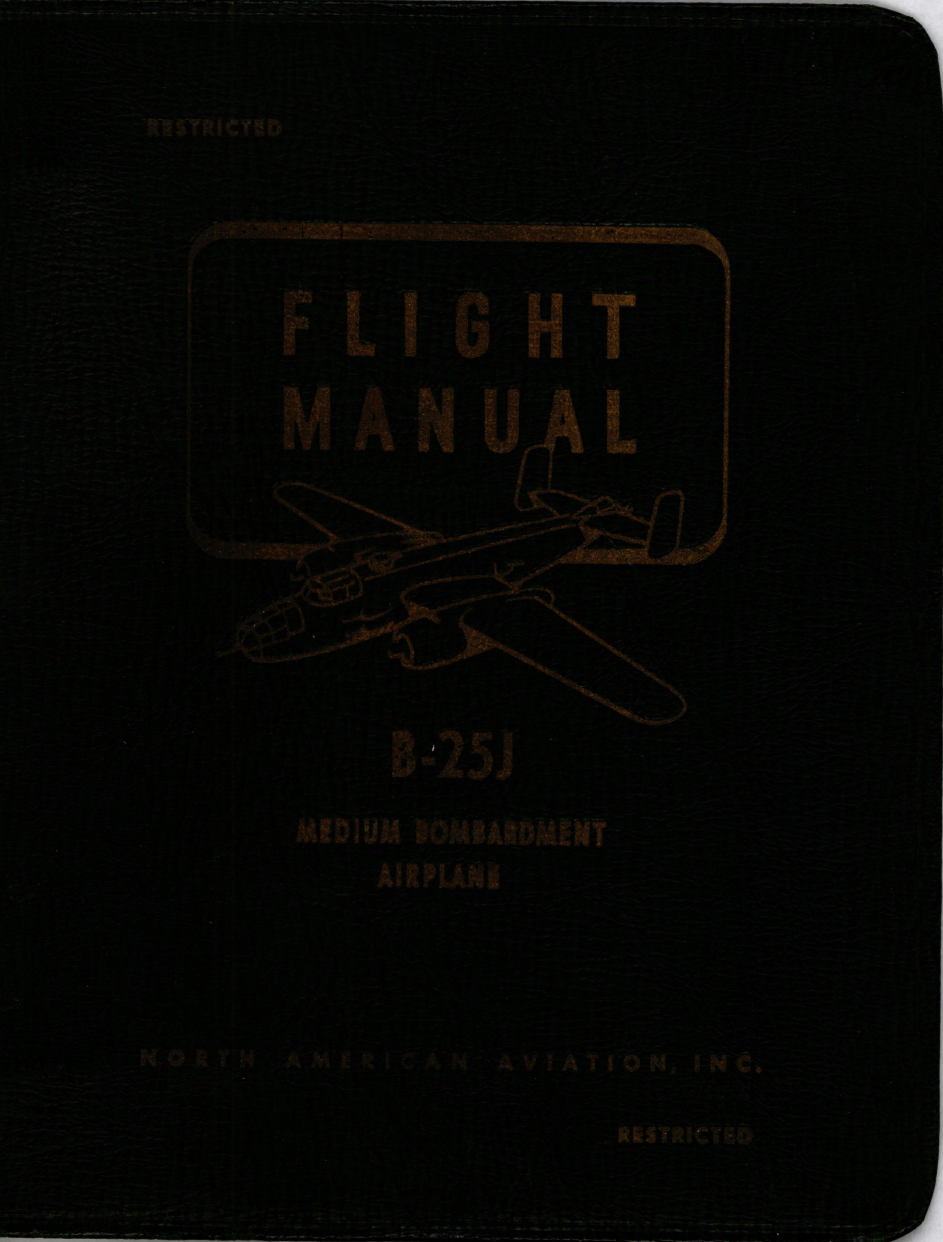 RESTRICTED
FLIGHT
MANUAL
B-25J
MEDIUM BOMBARDMENT
AIRPLANE
NORTH AMERICAN AVIATION, INC.
RESTRICTED